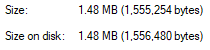 Size: 1.48 MB (1,555,254 bytes)
Size on disk: 1.48 MB (1,556,480 bytes)